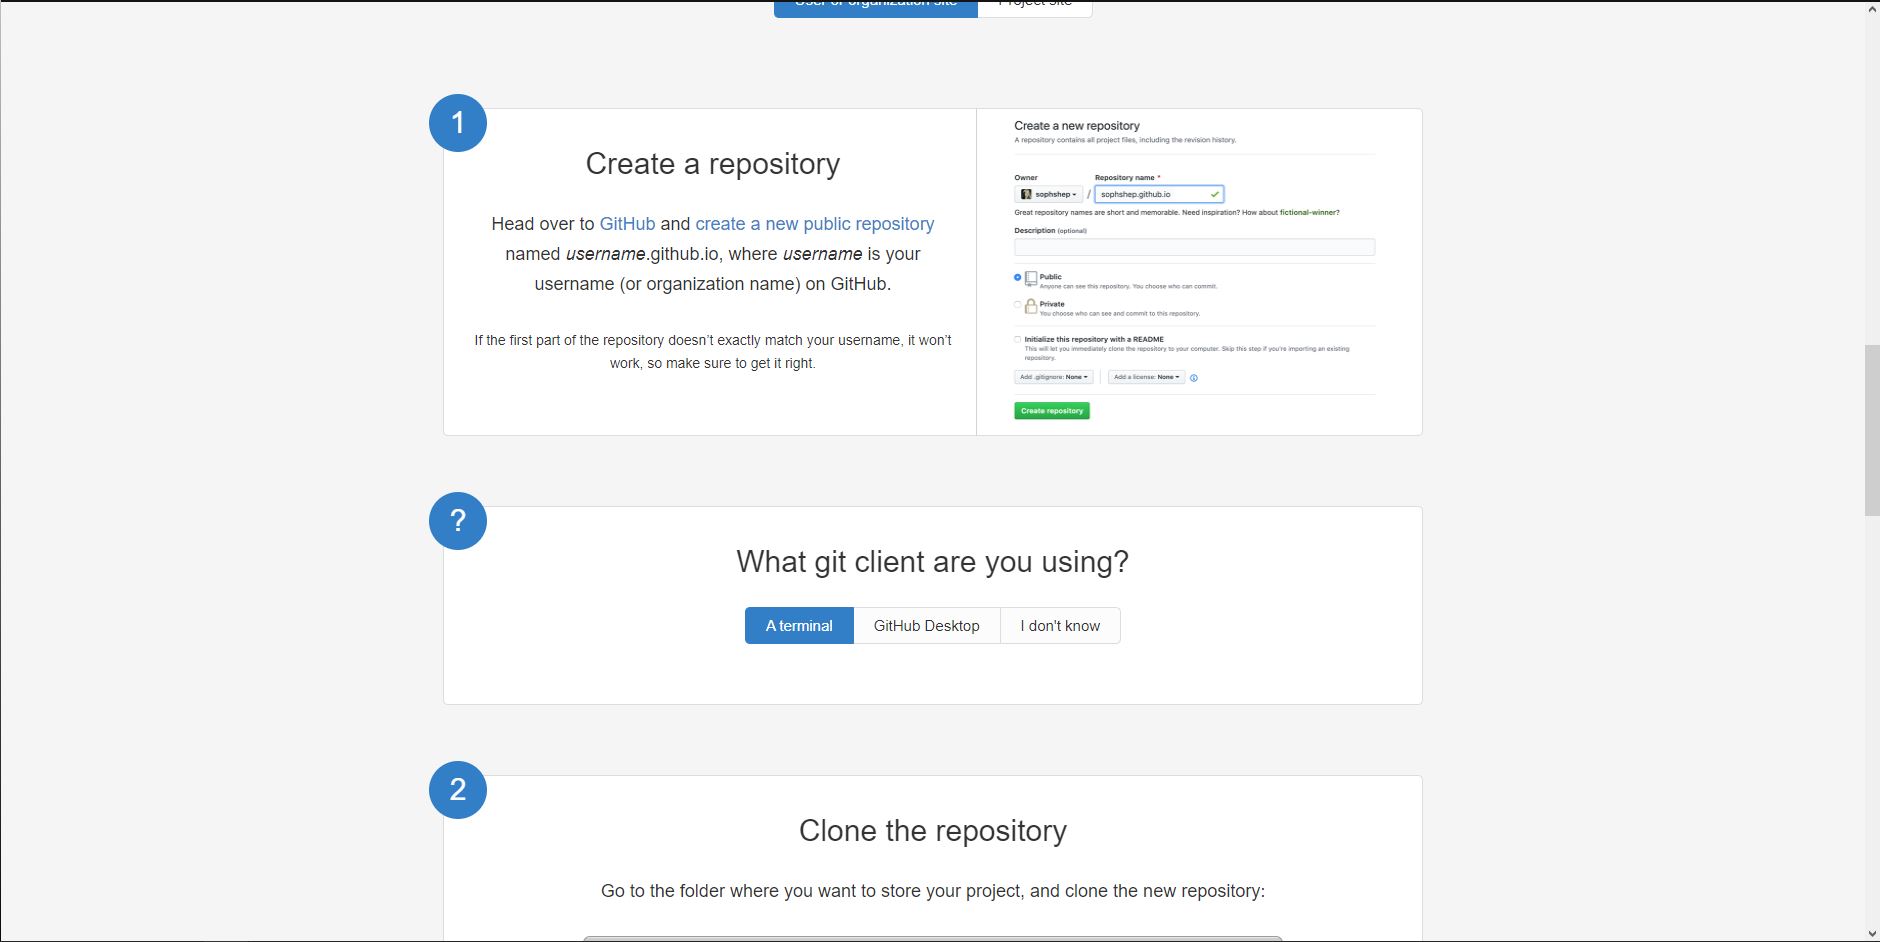 User or organization site Project site
1
Create a repository
Head over to GitHub and create a new public repository
named username.github.io, where username is your
username (or organization name) on GitHub.
If the first part of the repository doesn’t exactly match your username, it won’t
work, so make sure to get it right.
Create a new repository
A repository contains all project files, including the revision history.
Owner Repository name *
sophshep / sophshep.github.io
Great repository names are short and memorable. Need inspiration? How about fictional-winner?
Description (optional)
Public
Anyone can see this repository. You choose who can commit.
Private
You choose who can see and commit to this repository.
Initialize this repository with a README
This will let you immediately clone the repository to your computer. Skip this step if you're importing an existing
repository.
Add .gitignore: None Add a license: None
Create repository
?
What git client are you using?
A terminal GitHub Desktop I don't know
2
Clone the repository
Go to the folder where you want to store your project, and clone the new repository: